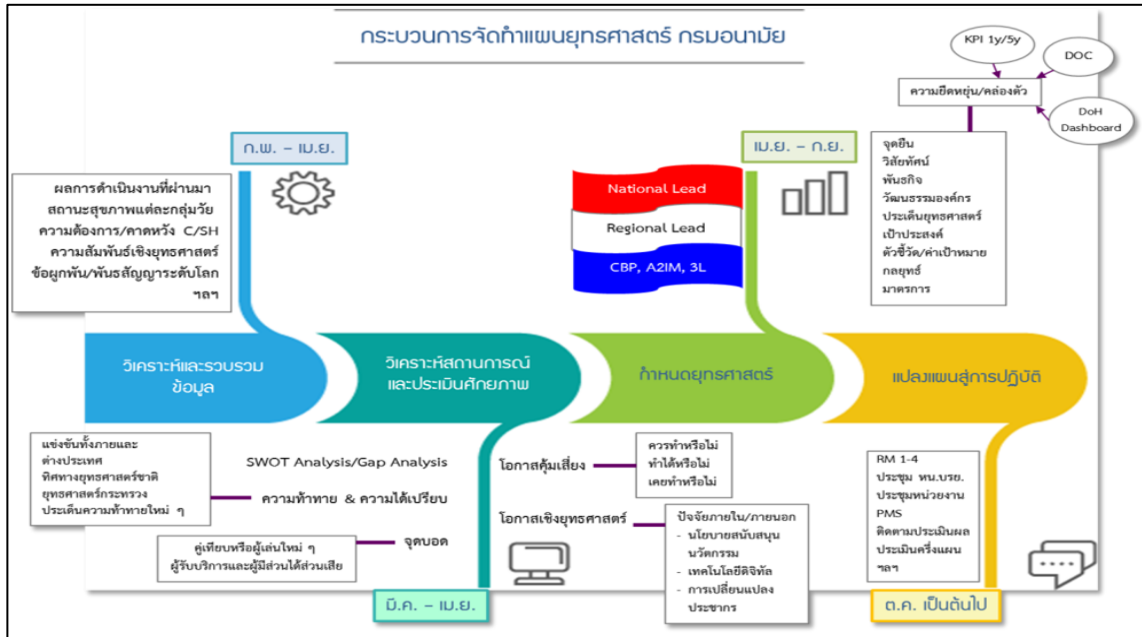 กระบวนการจัดทำแผนยุทธศาสตร์ กรมอนามัย
KPI 1y/5y
DOC
ความยืดหยุ่น/คล่องตัว
DoH
Dashboard
ก.พ. – เม.ย.
เม.ย. – ก.ย.
ผลการดำเนินงานที่ผ่านมา
สถานะสุขภาพแต่ละกลุ่มวัย
ความต้องการ/คาดหวัง C/SH
ความสัมพันธ์เชิงยุทธศาสตร์
ข้อผูกพัน/พันธสัญญาระดับโลก
ฯลฯ
National Lead
Regional Lead
CBP, A2IM, 3L
จุดยืน
วิสัยทัศน์
พันธกิจ
วัฒนธรรมองค์กร
ประเด็นยุทธศาสตร์
เป้าประสงค์
ตัวชี้วัด/ค่าเป้าหมาย
กลยุทธ์
มาตรการ
วิเคราะห์และรวบรวม
ข้อมูล
วิเคราะห์สถานการณ์
และประเมินศักยภาพ
กำหนดยุทธศาสตร์
แปลงแผนสู่การปฏิบัติ
แข่งขันทั้งภายและ
ต่างประเทศ
ทิศทางยุทธศาสตร์ชาติ
ยุทธศาสตร์กระทรวง
ประเด็นความท้าทายใหม่ ๆ
SWOT Analysis/Gap Analysis
ความท้าทาย & ความได้เปรียบ
จุดบอด
คู่เทียบหรือผู้เล่นใหม่ ๆ
ผู้รับบริการและผู้มีส่วนได้ส่วนเสีย
มี.ค. – เม.ย.
โอกาสคุ้มเสี่ยง
ควรทำหรือไม่
ทำได้หรือไม่
เคยทำหรือไม่
โอกาสเชิงยุทธศาสตร์
ปัจจัยภายใน/ภายนอก
- นโยบายสนับสนุน
นวัตกรรม
- เทคโนโลยีดิจิทัล
- การเปลี่ยนแปลง
ประชากร
RM 1-4
ประชุม หน.บรย.
ประชุมหน่วยงาน
PMS
ติดตามประเมินผล
ประเมินครึ่งแผน
ฯลฯ
ต.ค. เป็นต้นไป